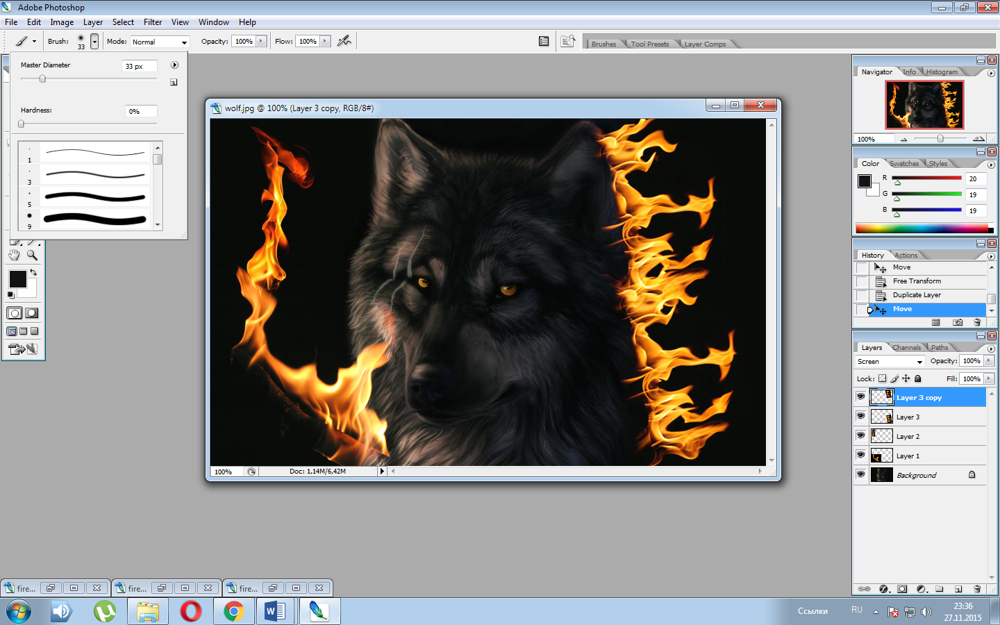 Adobe Photoshop
File Edit Image Layer Select Filter View Window Help
Brush: 33 Mode: Normal Opacity: 100% Flow: 100%
Brushes Tool Presets Layer Comps
Master Diameter 33 px
Hardness: 0%
1
3
5
9
wolf.jpg @ 100% (Layer 3 copy, RGB/8#)
100% Doc: 1,14M/6,42M
Navigator Info Histogram
100%
Color Swatches Styles
R 20
G 19
B 19
History Actions
Move
Free Transform
Duplicate Layer
Move
Layers Channels Paths
Screen Opacity: 100%
Lock: Fill: 100%
Layer 3 copy
Layer 3
Layer 2
Layer 1
Background
fire... fire... fire...
Ссылки RU 23:36
27.11.2015